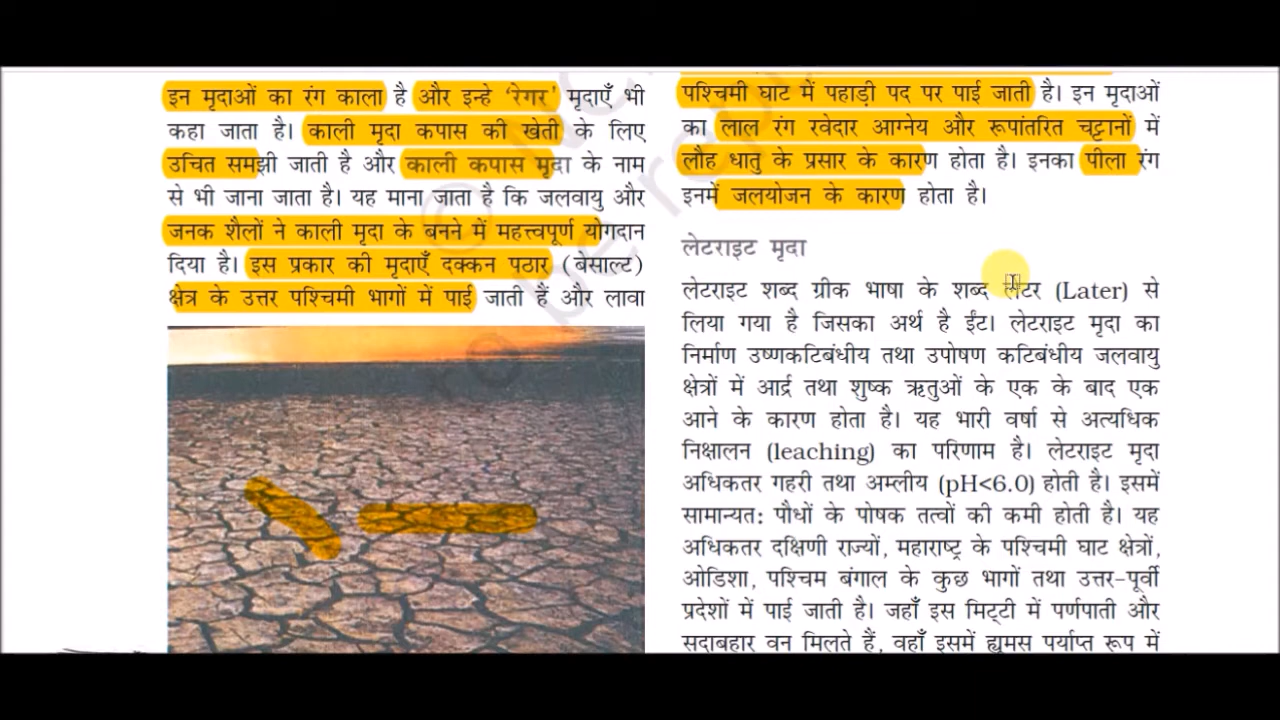 इन मृदाओं का रंग काला है और इन्हे ‘रेगर’ मृदाएँ भी
कहा जाता है। काली मृदा कपास की खेती के लिए
उचित समझी जाती है और काली कपास मृदा के नाम
से भी जाना जाता है। यह माना जाता है कि जलवायु और
जनक शैलों ने काली मृदा के बनने में महत्त्वपूर्ण योगदान
दिया है। इस प्रकार की मृदाएँ दक्कन पठार (बेसाल्ट)
क्षेत्र के उत्तर पश्चिमी भागों में पाई जाती हैं और लावा
पश्चिमी घाट में पहाड़ी पद पर पाई जाती है। इन मृदाओं
का लाल रंग रवेदार आग्नेय और रूपांतरित चट्टानों में
लौह धातु के प्रसार के कारण होता है। इनका पीला रंग
इनमें जलयोजन के कारण होता है।
लेटराइट मृदा
लेटराइट शब्द ग्रीक भाषा के शब्द लेटर (Later) से
लिया गया है जिसका अर्थ है ईंट। लेटराइट मृदा का
निर्माण उष्णकटिबंधीय तथा उपोषण कटिबंधीय जलवायु
क्षेत्रों में आर्द्र तथा शुष्क ऋतुओं के एक के बाद एक
आने के कारण होता है। यह भारी वर्षा से अत्यधिक
निक्षालन (leaching) का परिणाम है। लेटराइट मृदा
अधिकतर गहरी तथा अम्लीय (pH<6.0) होती है। इसमें
सामान्यत: पौधों के पोषक तत्वों की कमी होती है। यह
अधिकतर दक्षिणी राज्यों, महाराष्ट्र के पश्चिमी घाट क्षेत्रों,
ओडिशा, पश्चिम बंगाल के कुछ भागों तथा उत्तर-पूर्वी
प्रदेशों में पाई जाती है। जहाँ इस मिट्टी में पर्णपाती और
सदाबहार वन मिलते हैं, वहाँ इसमें ह्यूमस पर्याप्त रूप में